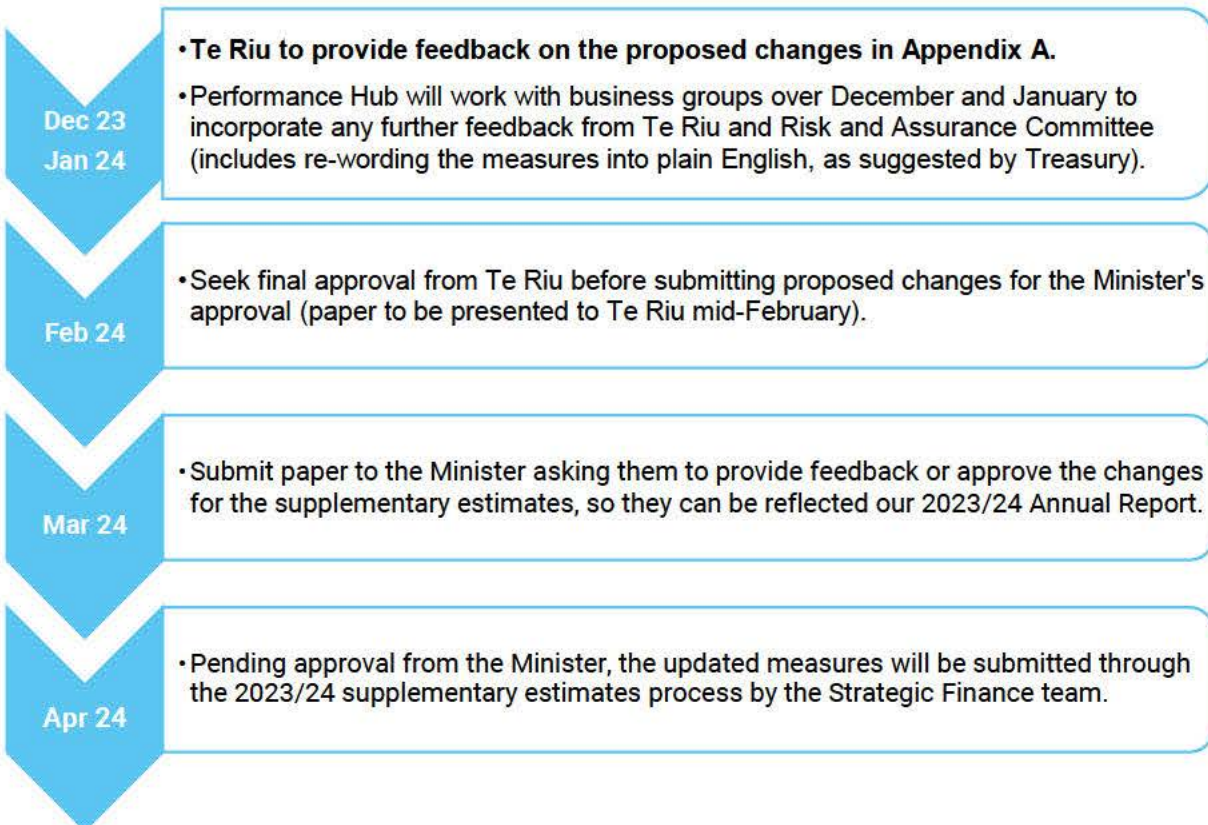 Dec 23
Jan 24
•Te Riu to provide feedback on the proposed changes in Appendix A.
•Performance Hub will work with business groups over December and January to
incorporate any further feedback from Te Riu and Risk and Assurance Committee
(includes re-wording the measures into plain English, as suggested by Treasury).
Feb 24
•Seek final approval from Te Riu before submitting proposed changes for the Minister's
approval (paper to be presented to Te Riu mid-February).
Mar 24
•Submit paper to the Minister asking them to provide feedback or approve the changes
for the supplementary estimates, so they can be reflected our 2023/24 Annual Report.
Apr 24
•Pending approval from the Minister, the updated measures will be submitted through
the 2023/24 supplementary estimates process by the Strategic Finance team.